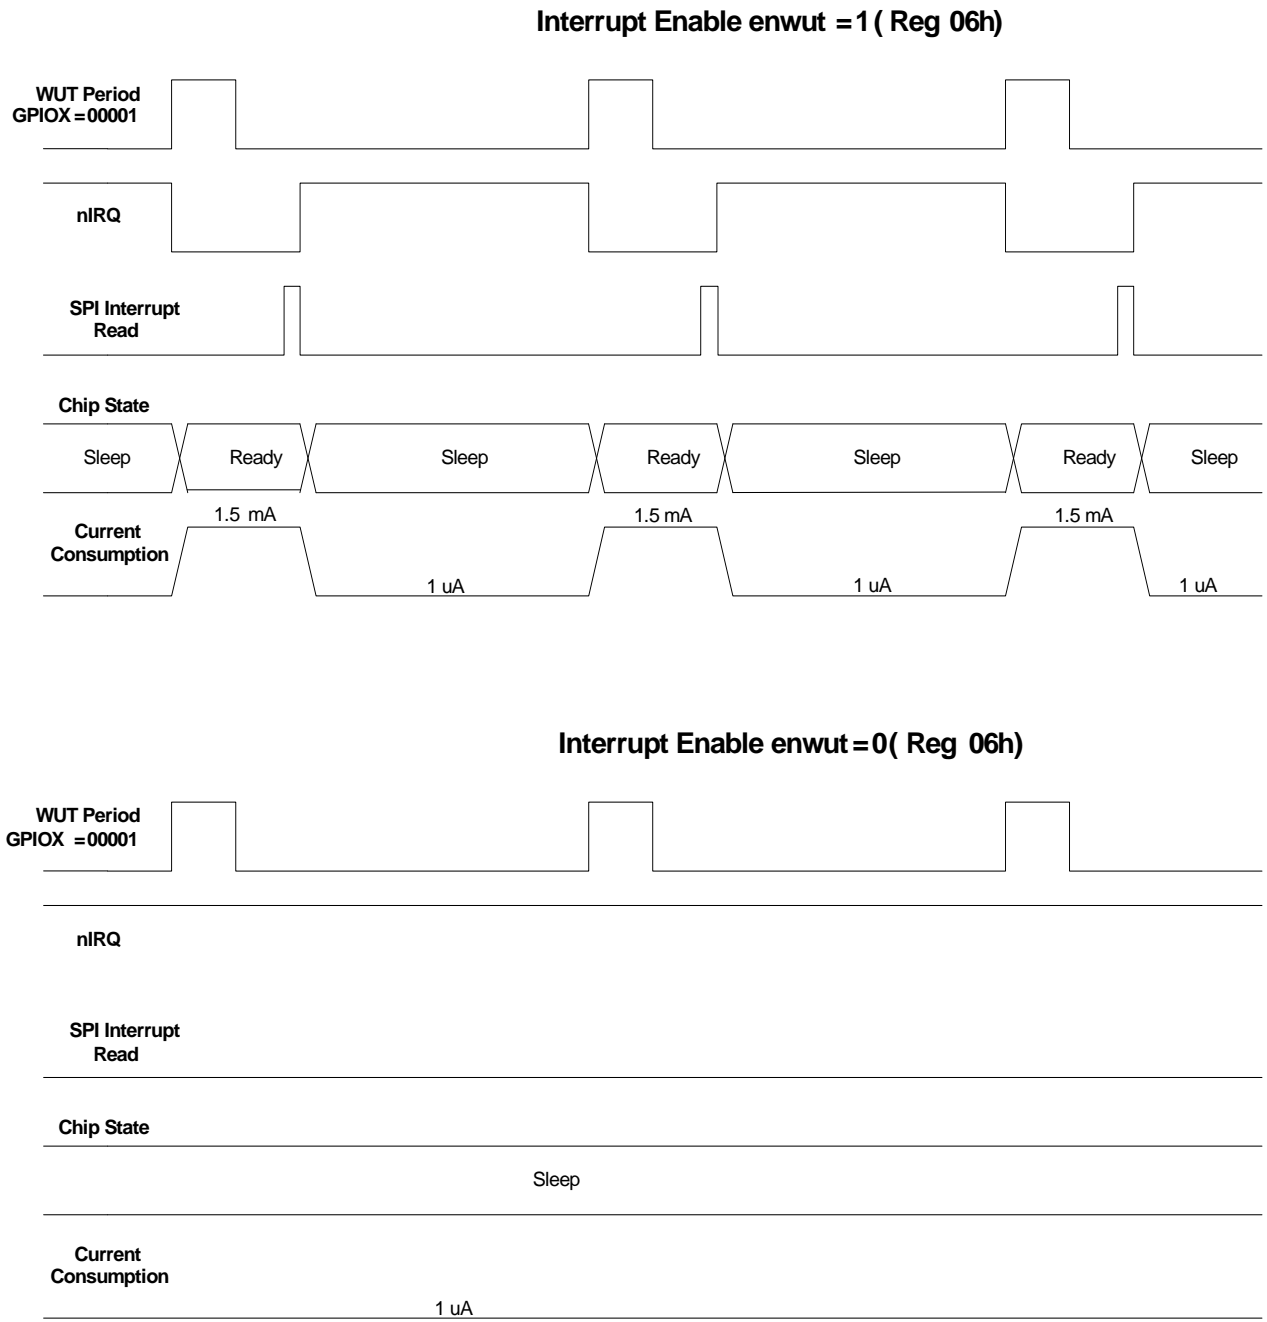 Interrupt Enable enwut =1 ( Reg 06h)
WUT Period
GPIOX =00001
nIRQ
SPI Interrupt
Read
Chip State
Sleep Ready Sleep Ready Sleep Ready Sleep
1.5 mA 1.5 mA 1.5 mA
Current
Consumption
1 uA 1 uA 1 uA
Interrupt Enable enwut =0 ( Reg 06h)
WUT Period
GPIOX =00001
nIRQ
SPI Interrupt
Read
Chip State
Sleep
Current
Consumption
1 uA